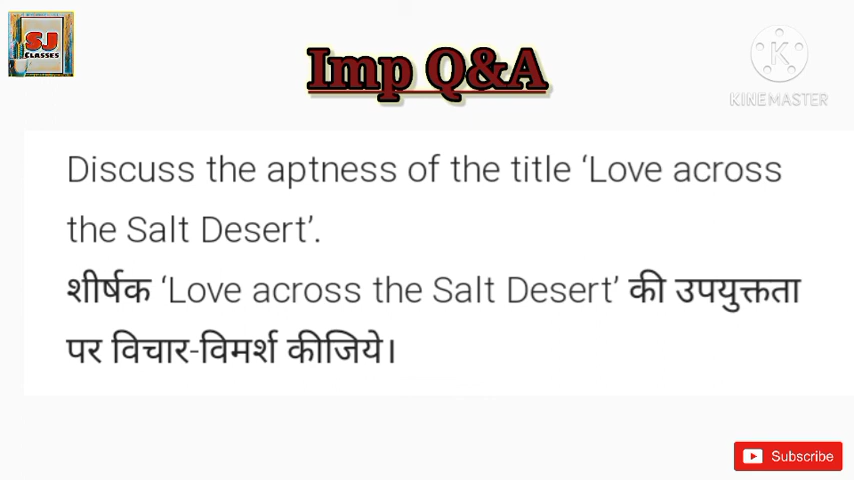 SJ
CLASSES
Imp Q&A
KINEMASTER
Discuss the aptness of the title ‘Love across
the Salt Desert’.
शीर्षक ‘Love across the Salt Desert’ की उपयुक्तता
पर विचार-विमर्श कीजिये।
Subscribe